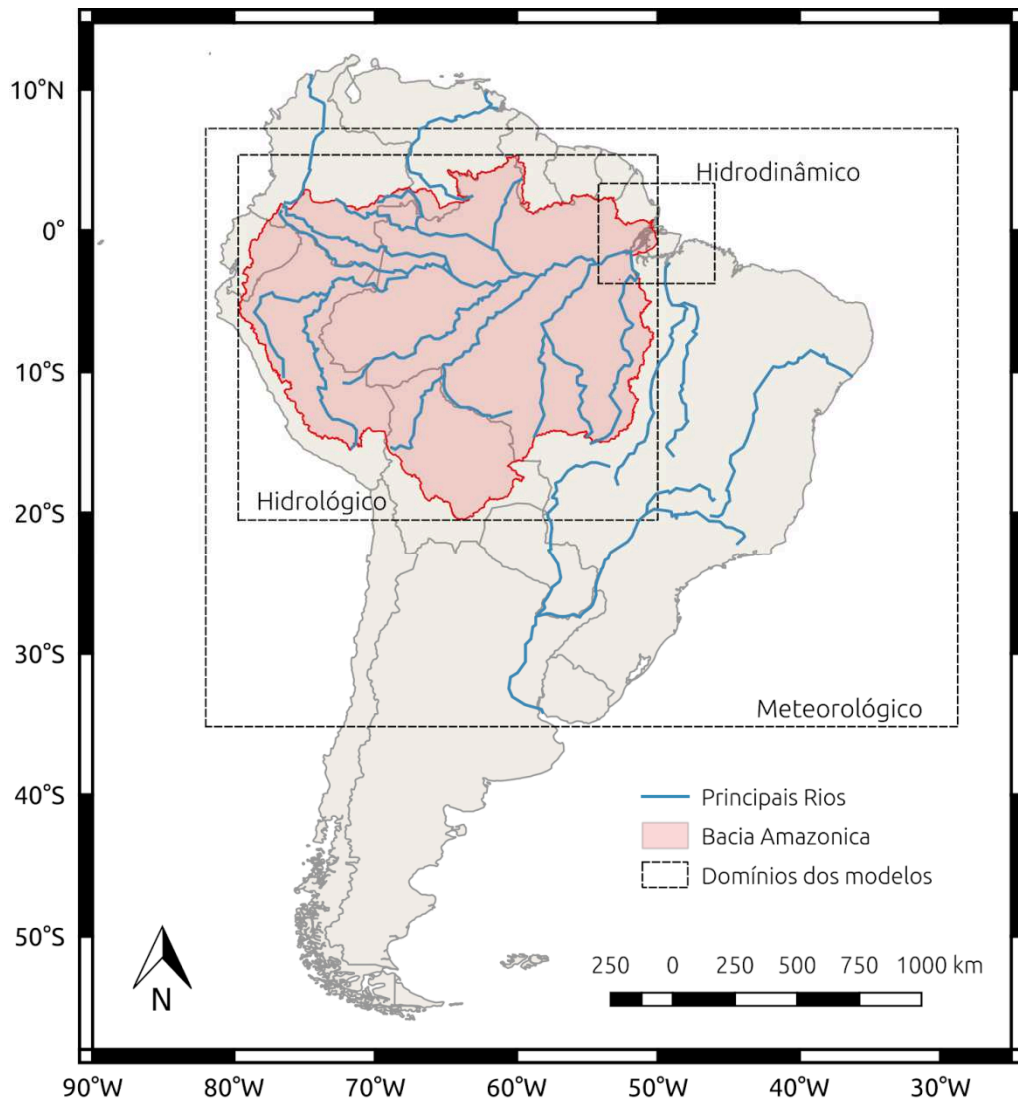 10°N
0°
10°S
20°S
30°S
40°S
50°S
Hidrodinâmico
Hidrológico
Meteorológico
Principais Rios
Bacia Amazonica
Domínios dos modelos
N
250 0 250 500 750 1000 km
90°W 80°W 70°W 60°W 50°W 40°W 30°W